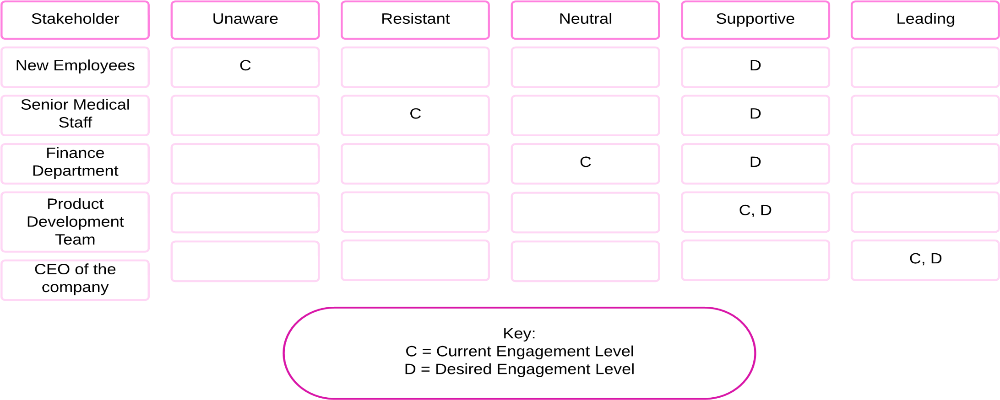 Stakeholder Unaware Resistant Neutral Supportive Leading
New Employees C D
Senior Medical
Staff
C D
Finance
Department
C D
Product
Development
Team
C, D
CEO of the
company
C, D
Key:
C = Current Engagement Level
D = Desired Engagement Level